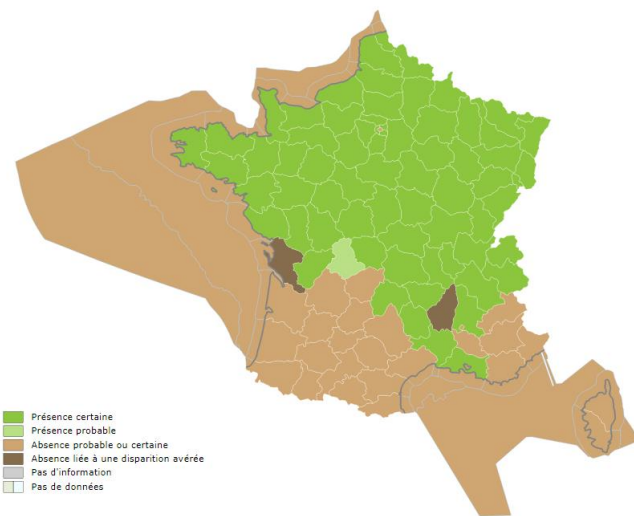 Présence certaine
Présence probable
Absence probable ou certaine
Absence liée à une disparition avérée
Pas d'information
Pas de données